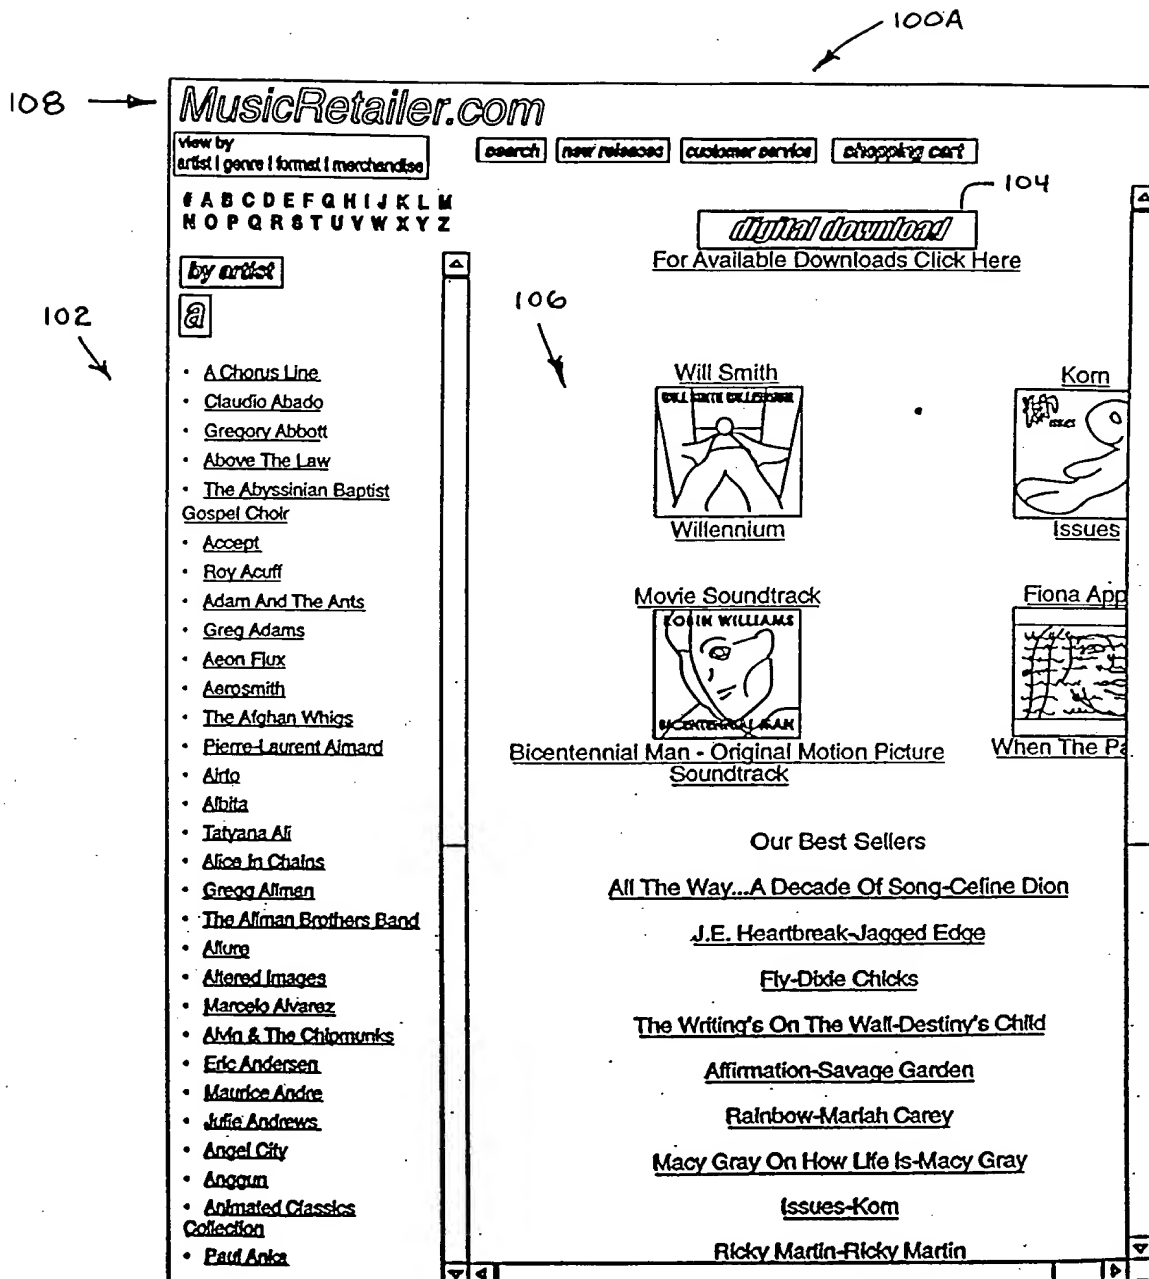 100A
108
MusicRetailer.com
view by
artist | genre | format | merchandise
search new releases customer service shopping cart
# A B C D E F G H I J K L M
N O P Q R S T U V W X Y Z
104
digital download
For Available Downloads Click Here
by artist
a
102
• A Chorus Line
• Claudio Abado
• Gregory Abbott
• Above The Law
• The Abyssinian Baptist
Gospel Choir
• Accept
• Roy Acuff
• Adam And The Ants
• Greg Adams
• Aeon Flux
• Aerosmith
• The Afghan Whigs
• Pierre-Laurent Aimard
• Airto
• Albita
• Tatyana Ali
• Alice In Chains
• Gregg Allman
• The Allman Brothers Band
• Allure
• Altered Images
• Marcelo Alvarez
• Alvin & The Chipmunks
• Eric Andersen
• Maurice Andre
• Julie Andrews
• Angel City
• Anggun
• Animated Classics
Collection
• Paul Anka
106
Will Smith
WILL SMITH WILLENNIUM
Willennium
Korn
ISSUES
Issues
Movie Soundtrack
ROBIN WILLIAMS
BICENTENNIAL MAN
Bicentennial Man - Original Motion Picture
Soundtrack
Fiona App
When The Pa
Our Best Sellers
All The Way...A Decade Of Song-Celine Dion
J.E. Heartbreak-Jagged Edge
Fly-Dixie Chicks
The Writing's On The Wall-Destiny's Child
Affirmation-Savage Garden
Rainbow-Mariah Carey
Macy Gray On How Life Is-Macy Gray
Issues-Korn
Ricky Martin-Ricky Martin